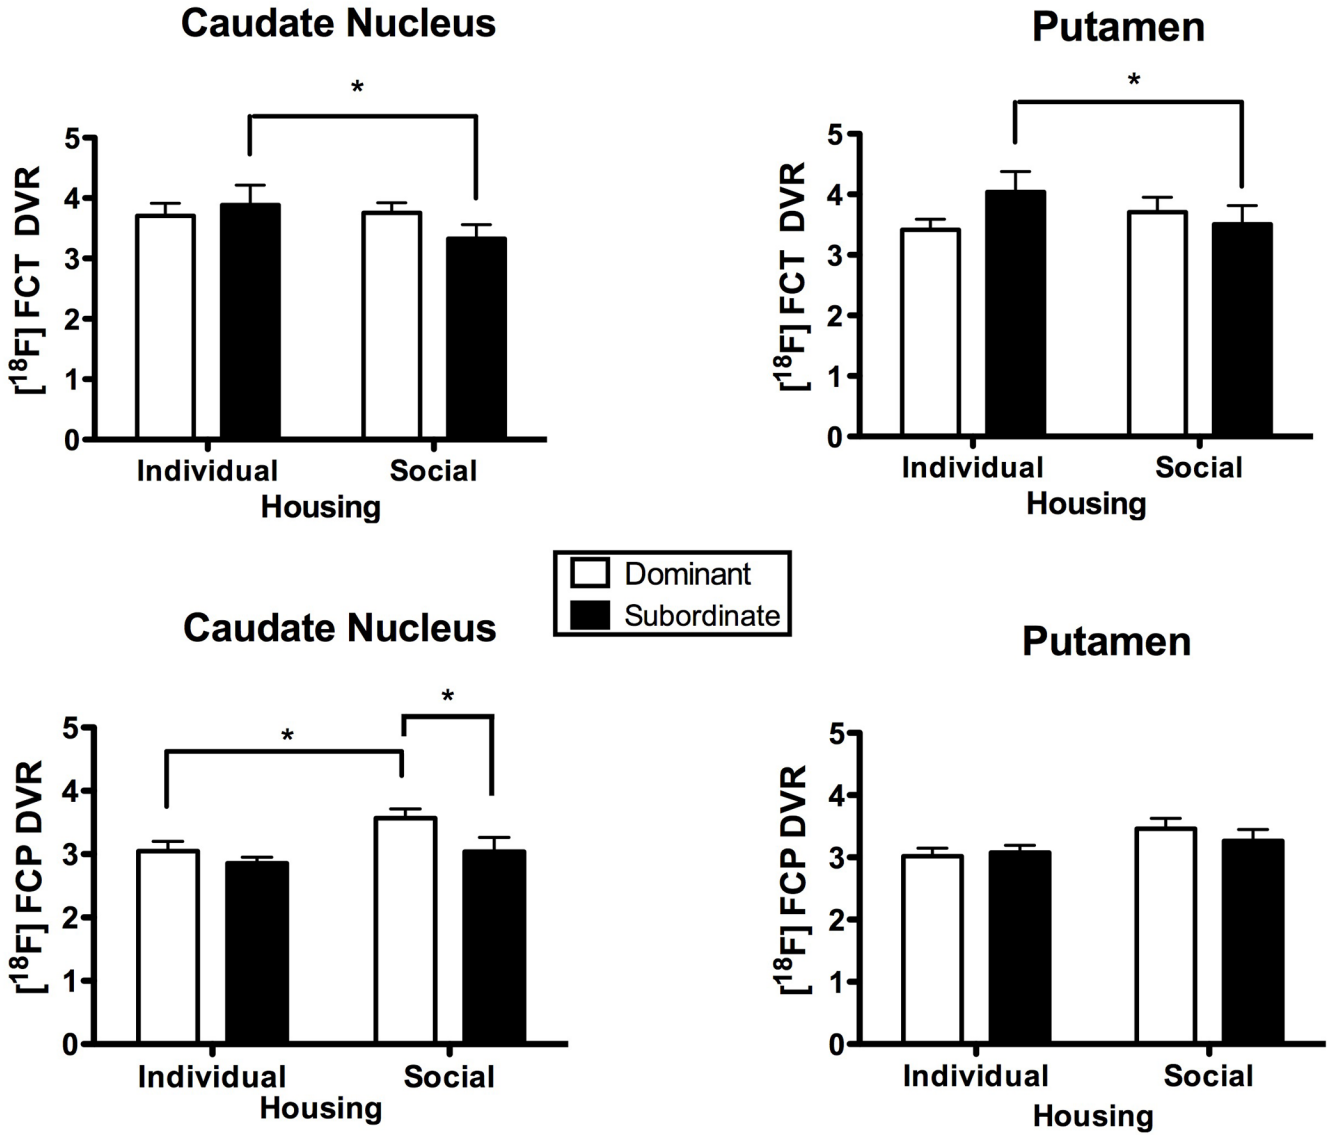 Caudate Nucleus
*
[¹⁸F] FCT DVR
5
4
3
2
1
0
Individual Social
Housing
Putamen
*
[¹⁸F] FCT DVR
5
4
3
2
1
0
Individual Social
Housing
Dominant
Subordinate
Caudate Nucleus
*
*
[¹⁸F] FCP DVR
5
4
3
2
1
0
Individual Social
Housing
Putamen
[¹⁸F] FCP DVR
5
4
3
2
1
0
Individual Social
Housing